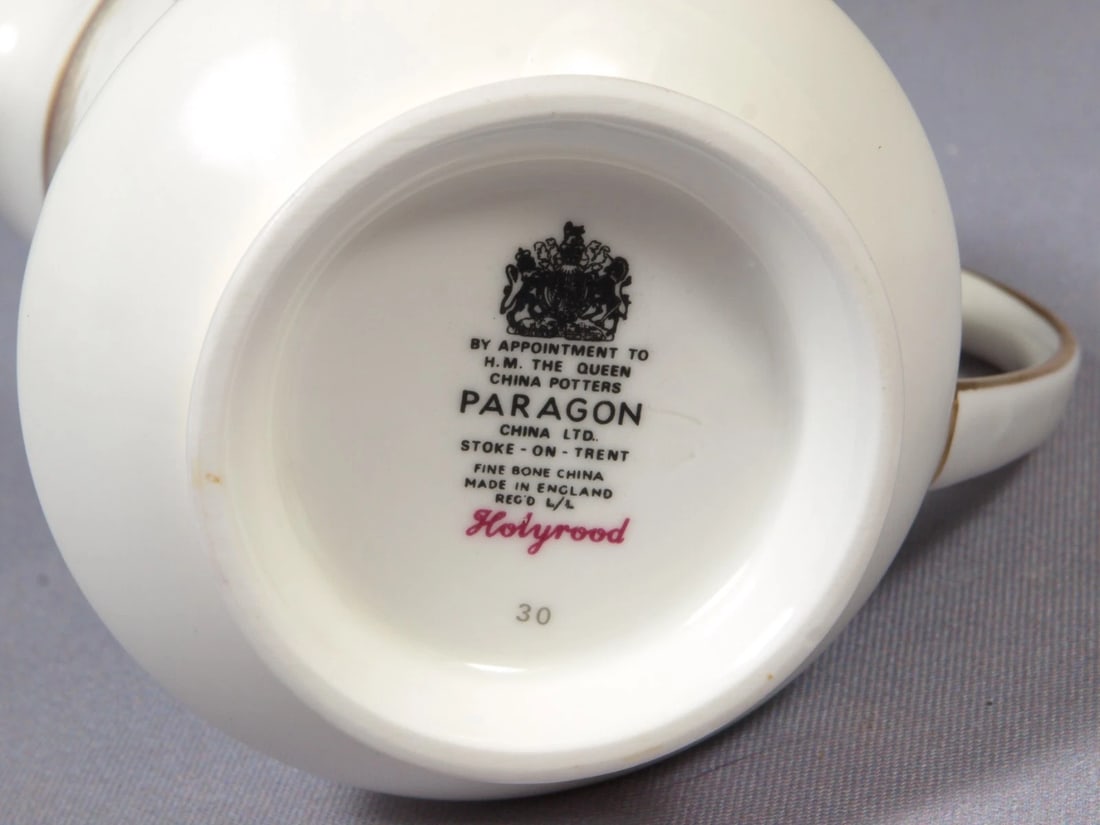 BY APPOINTMENT TO
H.M. THE QUEEN
CHINA POTTERS
PARAGON
CHINA LTD.
STOKE - ON - TRENT
FINE BONE CHINA
MADE IN ENGLAND
REG'D L/L
Holyrood
30